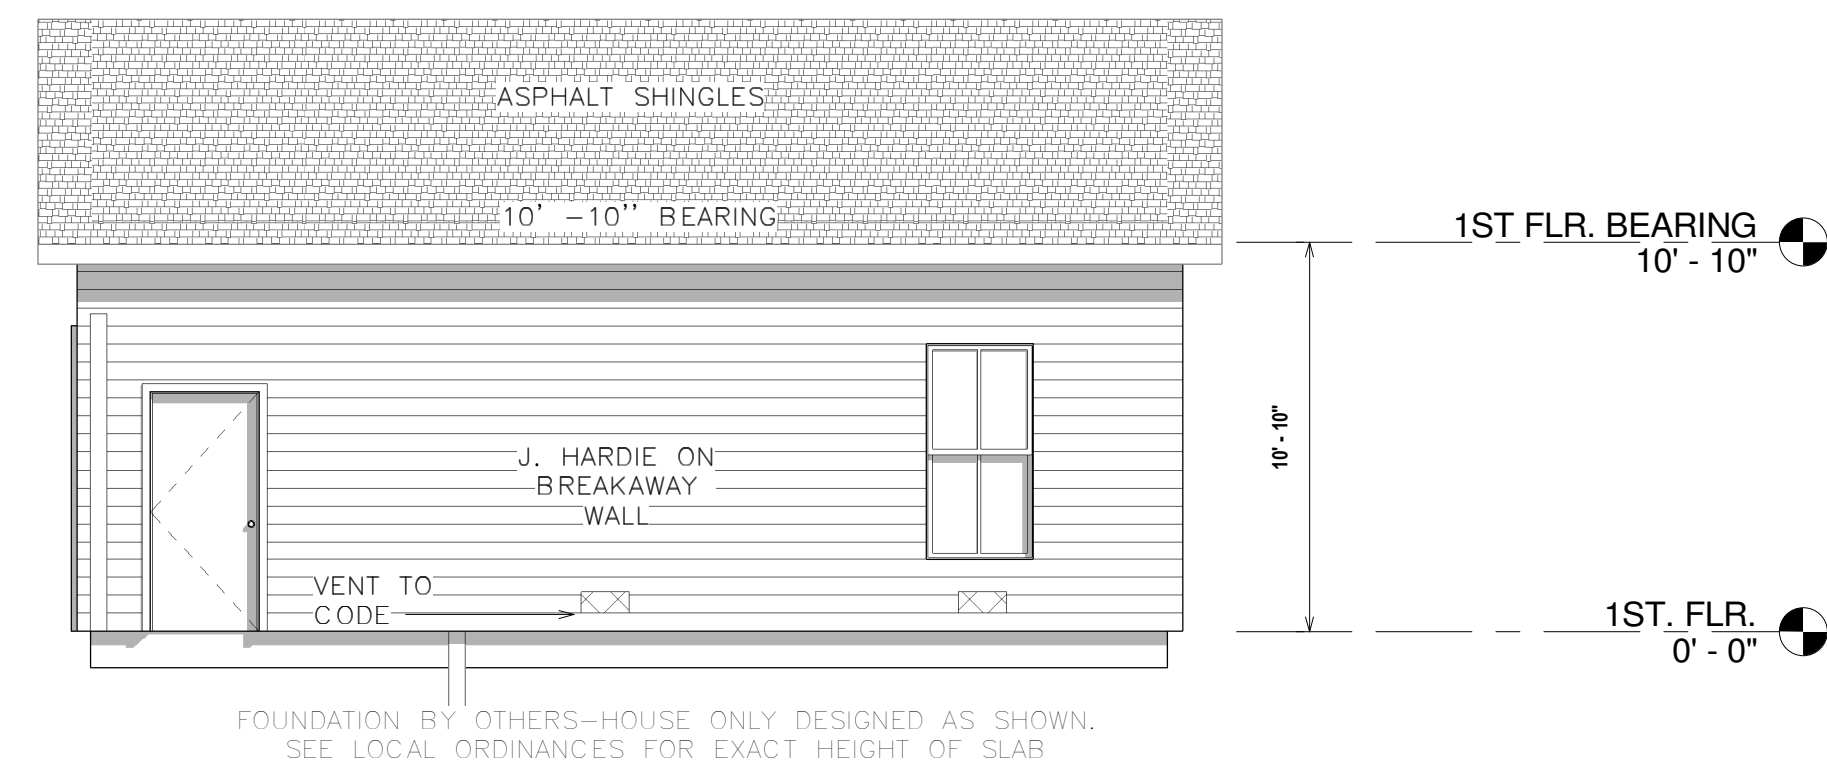 ASPHALT SHINGLES
10' -10'' BEARING
1ST FLR. BEARING
10' - 10"
10' - 10"
J. HARDIE ON
BREAKAWAY
WALL
VENT TO
CODE
1ST. FLR.
0' - 0"
FOUNDATION BY OTHERS-HOUSE ONLY DESIGNED AS SHOWN.
SEE LOCAL ORDINANCES FOR EXACT HEIGHT OF SLAB